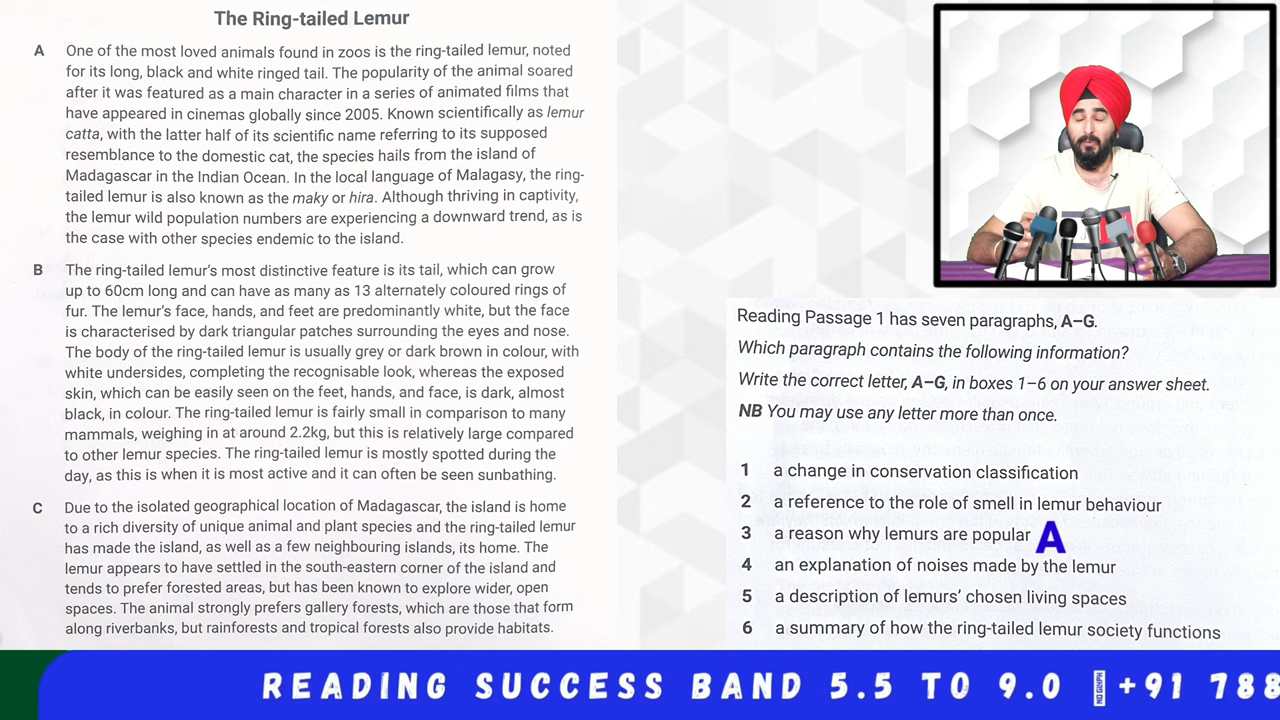 The Ring-tailed Lemur
A One of the most loved animals found in zoos is the ring-tailed lemur, noted
for its long, black and white ringed tail. The popularity of the animal soared
after it was featured as a main character in a series of animated films that
have appeared in cinemas globally since 2005. Known scientifically as lemur
catta, with the latter half of its scientific name referring to its supposed
resemblance to the domestic cat, the species hails from the island of
Madagascar in the Indian Ocean. In the local language of Malagasy, the ring-
tailed lemur is also known as the maky or hira. Although thriving in captivity,
the lemur wild population numbers are experiencing a downward trend, as is
the case with other species endemic to the island.
B The ring-tailed lemur's most distinctive feature is its tail, which can grow
up to 60cm long and can have as many as 13 aternately coloured rings of
fur. The lemur's face, hands, and feet are predominantly white, but the face
is characterised by dark triangular patches surrounding the eyes and nose.
The body of the ring-tailed lemur is usually grey or dark brown in colour, with
white undersides, completing the recognisable look, whereas the exposed
skin, which can be easily seen on the feet, hands, and face, is dark, almost
black, in colour. The ring-tailed lemur is fairly small in comparison to many
mammals, weighing in at around 2.2kg, but this is relatively large compared
to other lemur species. The ring-tailed lemur is mostly spotted during the
day, as this is when it is most active and it can often be seen sunbathing.
C Due to the isolated geographical location of Madagascar, the island is home
to a rich diversity of unique animal and plant species and the ring-tailed lemur
has made the island, as well as a few neighbouring islands, its home. The
lemur appears to have settled in the south-eastern corner of the island and
tends to prefer forested areas, but has been known to explore wider, open
spaces. The animal strongly prefers gallery forests, which are those that form
along riverbanks, but rainforests and tropical forests also provide habitats.
Reading Passage 1 has seven paragraphs, A–G.
Which paragraph contains the following information?
Write the correct letter, A–G, in boxes 1–6 on your answer sheet.
NB You may use any letter more than once.
1 a change in conservation classification
2 a reference to the role of smell in lemur behaviour
3 a reason why lemurs are popular A
4 an explanation of noises made by the lemur
5 a description of lemurs' chosen living spaces
6 a summary of how the ring-tailed lemur society functions
READING SUCCESS BAND 5.5 TO 9.0 +91 788